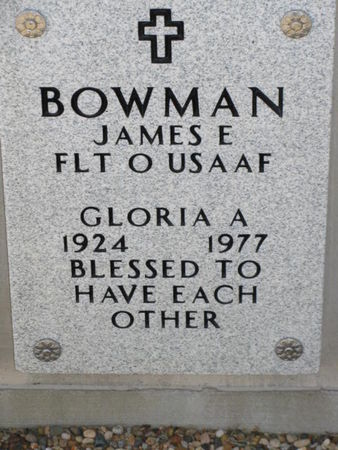 BOWMAN
JAMES E
FLT O USAAF
GLORIA A
1924 1977
BLESSED TO
HAVE EACH
OTHER